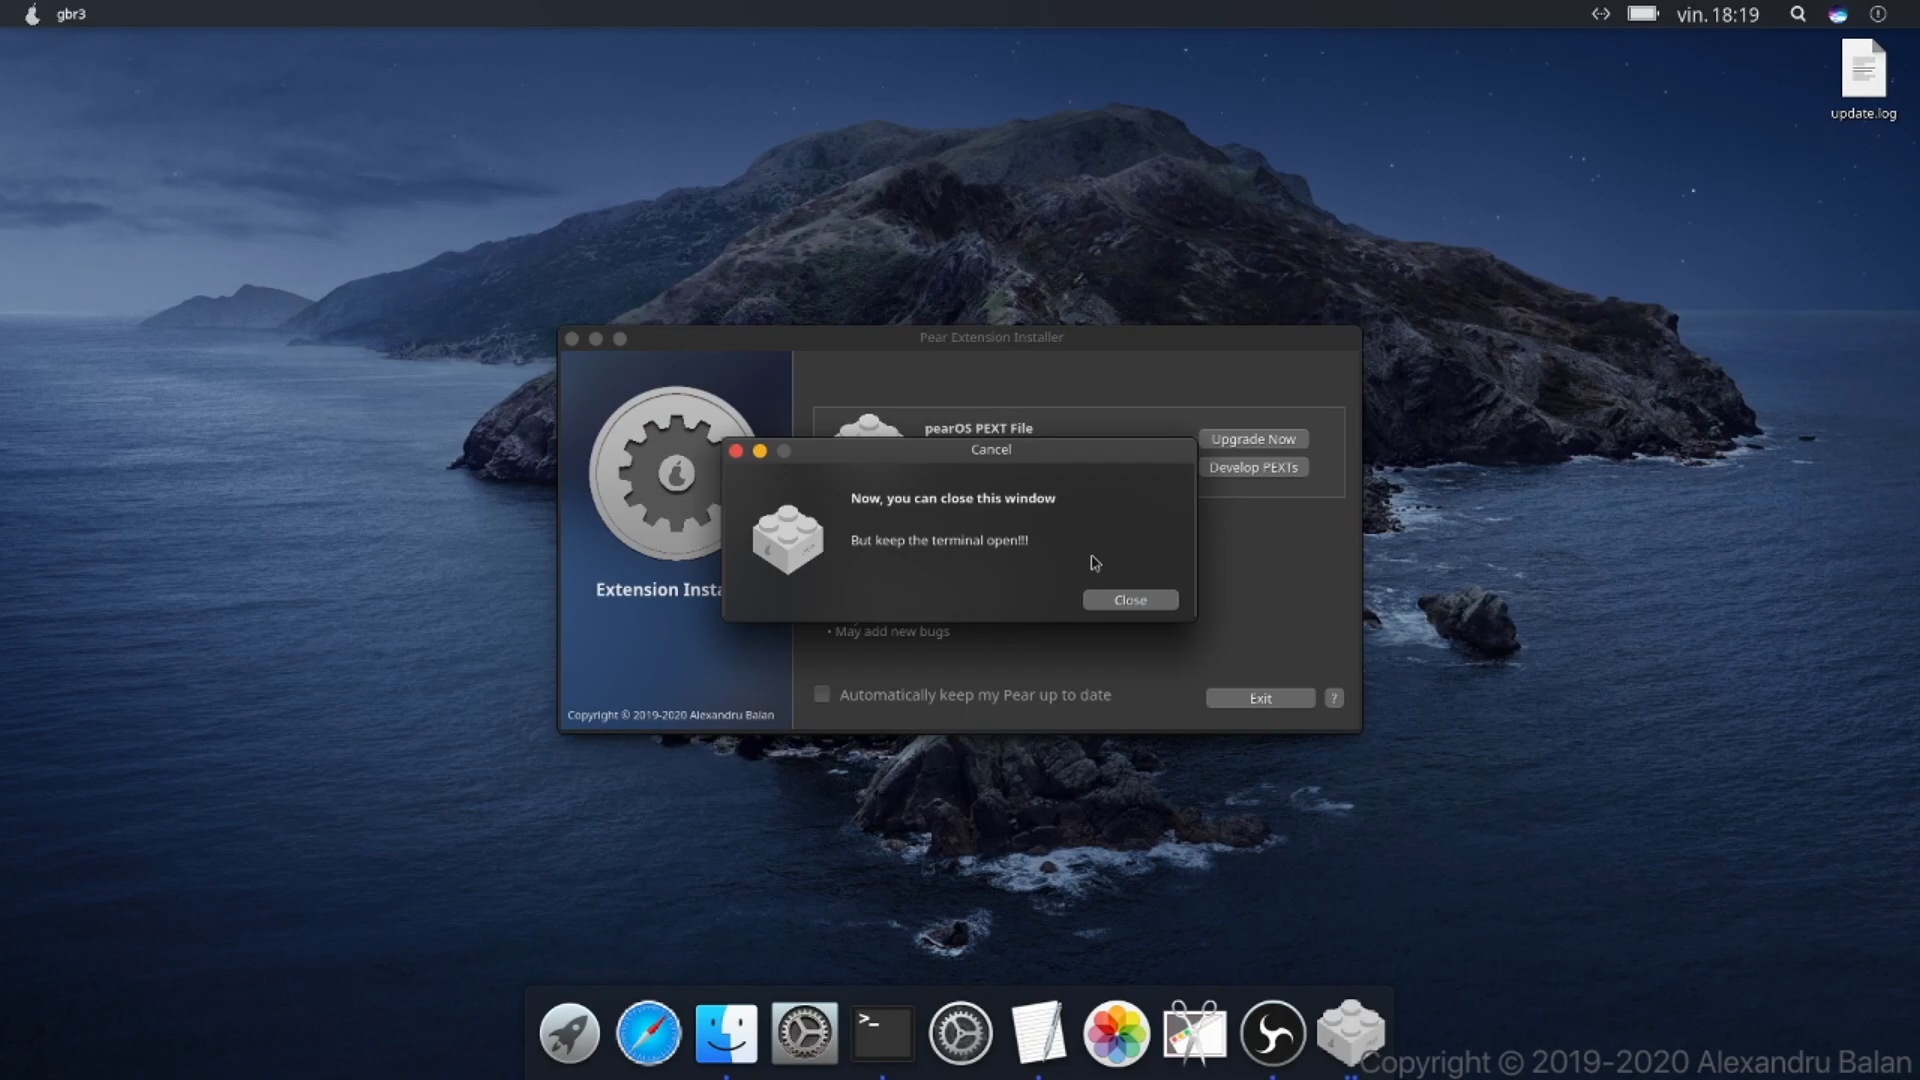 gbr3
vin. 18:19
update.log
Pear Extension Installer
pearOS PEXT File
Upgrade Now
Develop PEXTs
Cancel
Now, you can close this window
But keep the terminal open!!!
Close
Extension Insta
• May add new bugs
Automatically keep my Pear up to date
Exit
?
Copyright © 2019-2020 Alexandru Balan
>_
Copyright © 2019-2020 Alexandru Balan